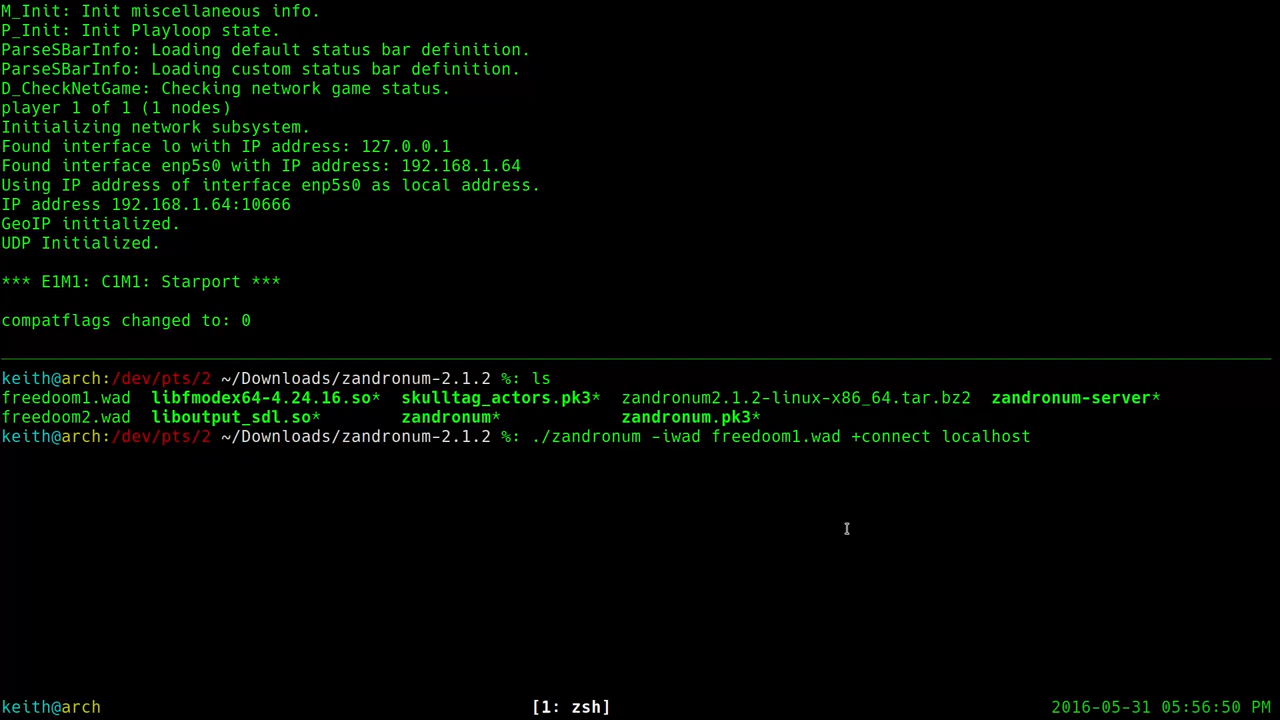 M_Init: Init miscellaneous info.
P_Init: Init Playloop state.
ParseSBarInfo: Loading default status bar definition.
ParseSBarInfo: Loading custom status bar definition.
D_CheckNetGame: Checking network game status.
player 1 of 1 (1 nodes)
Initializing network subsystem.
Found interface lo with IP address: 127.0.0.1
Found interface enp5s0 with IP address: 192.168.1.64
Using IP address of interface enp5s0 as local address.
IP address 192.168.1.64:10666
GeoIP initialized.
UDP Initialized.
*** E1M1: C1M1: Starport ***
compatflags changed to: 0
keith@arch:/dev/pts/2 ~/Downloads/zandronum-2.1.2 %: ls
freedoom1.wad  libfmodex64-4.24.16.so*  skulltag_actors.pk3*  zandronum2.1.2-linux-x86_64.tar.bz2  zandronum-server*
freedoom2.wad  liboutput_sdl.so*        zandronum*            zandronum.pk3*
keith@arch:/dev/pts/2 ~/Downloads/zandronum-2.1.2 %: ./zandronum -iwad freedoom1.wad +connect localhost
keith@arch [1: zsh] 2016-05-31 05:56:50 PM